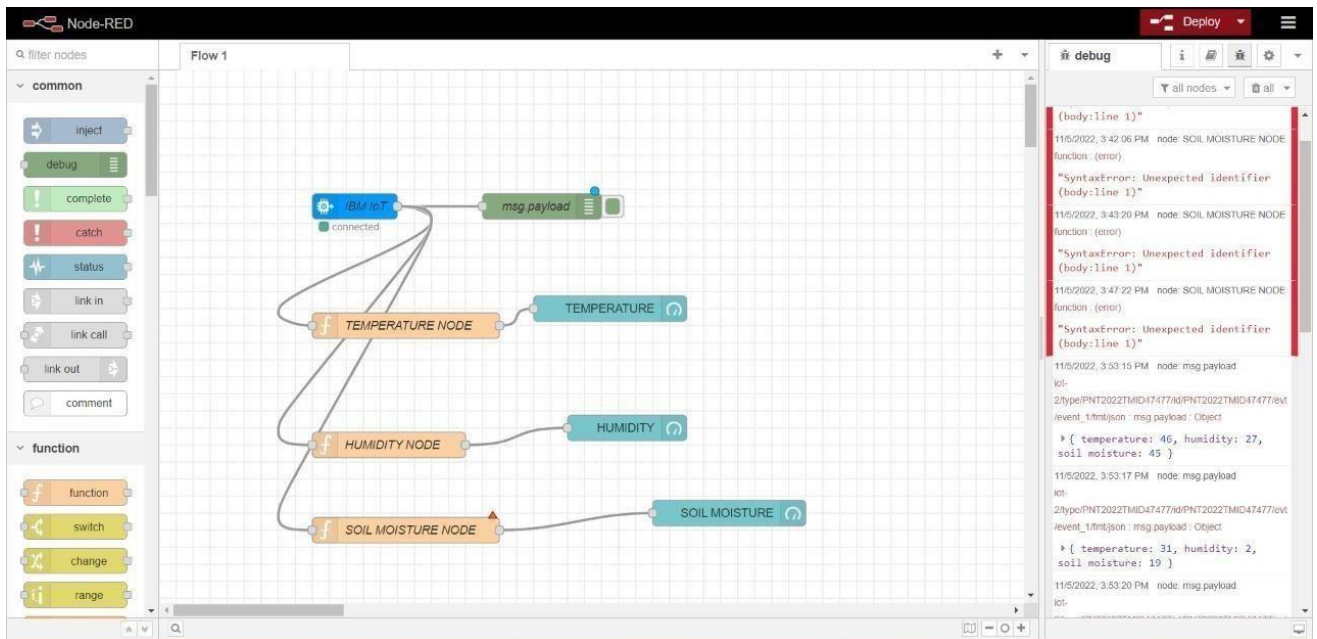 Node-RED
Deploy
filter nodes
Flow 1
debug
i
common
all nodes
all
inject
debug
complete
catch
status
link in
link call
link out
comment
function
function
switch
change
range
IBM IoT
connected
msg.payload
TEMPERATURE NODE
TEMPERATURE
HUMIDITY NODE
HUMIDITY
SOIL MOISTURE NODE
SOIL MOISTURE
(body:line 1)"
11/5/2022, 3:42:06 PM node: SOIL MOISTURE NODE
function : (error)
"SyntaxError: Unexpected identifier
(body:line 1)"
11/5/2022, 3:43:20 PM node: SOIL MOISTURE NODE
function : (error)
"SyntaxError: Unexpected identifier
(body:line 1)"
11/5/2022, 3:47:22 PM node: SOIL MOISTURE NODE
function : (error)
"SyntaxError: Unexpected identifier
(body:line 1)"
11/5/2022, 3:53:15 PM node: msg.payload
iot-
2/type/PNT2022TMID47477/id/PNT2022TMID47477/evt
/event_1/fmt/json : msg.payload : Object
{ temperature: 46, humidity: 27,
soil moisture: 45 }
11/5/2022, 3:53:17 PM node: msg.payload
iot-
2/type/PNT2022TMID47477/id/PNT2022TMID47477/evt
/event_1/fmt/json : msg.payload : Object
{ temperature: 31, humidity: 2,
soil moisture: 19 }
11/5/2022, 3:53:20 PM node: msg.payload
iot-